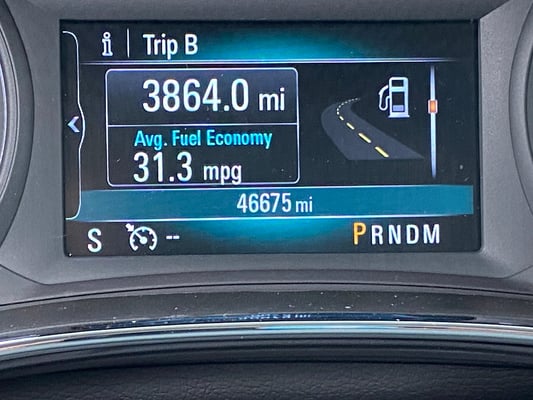 i | Trip B
3864.0 mi
Avg. Fuel Economy
31.3 mpg
46675 mi
S -- PRNDM